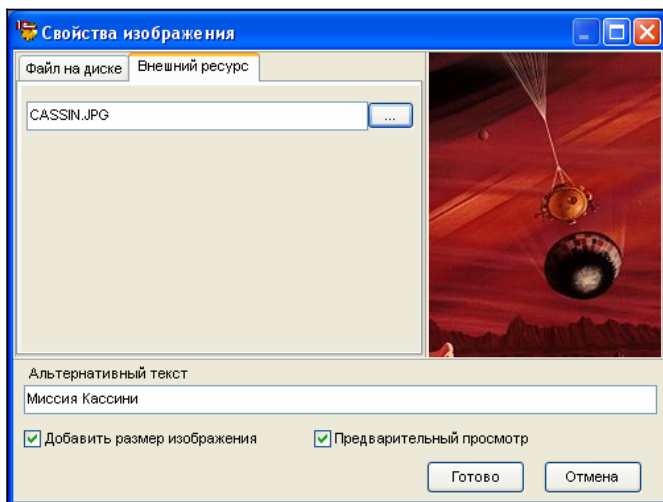 Свойства изображения
Файл на диске Внешний ресурс
CASSIN.JPG ...
Альтернативный текст
Миссия Кассини
Добавить размер изображения Предварительный просмотр
Готово Отмена